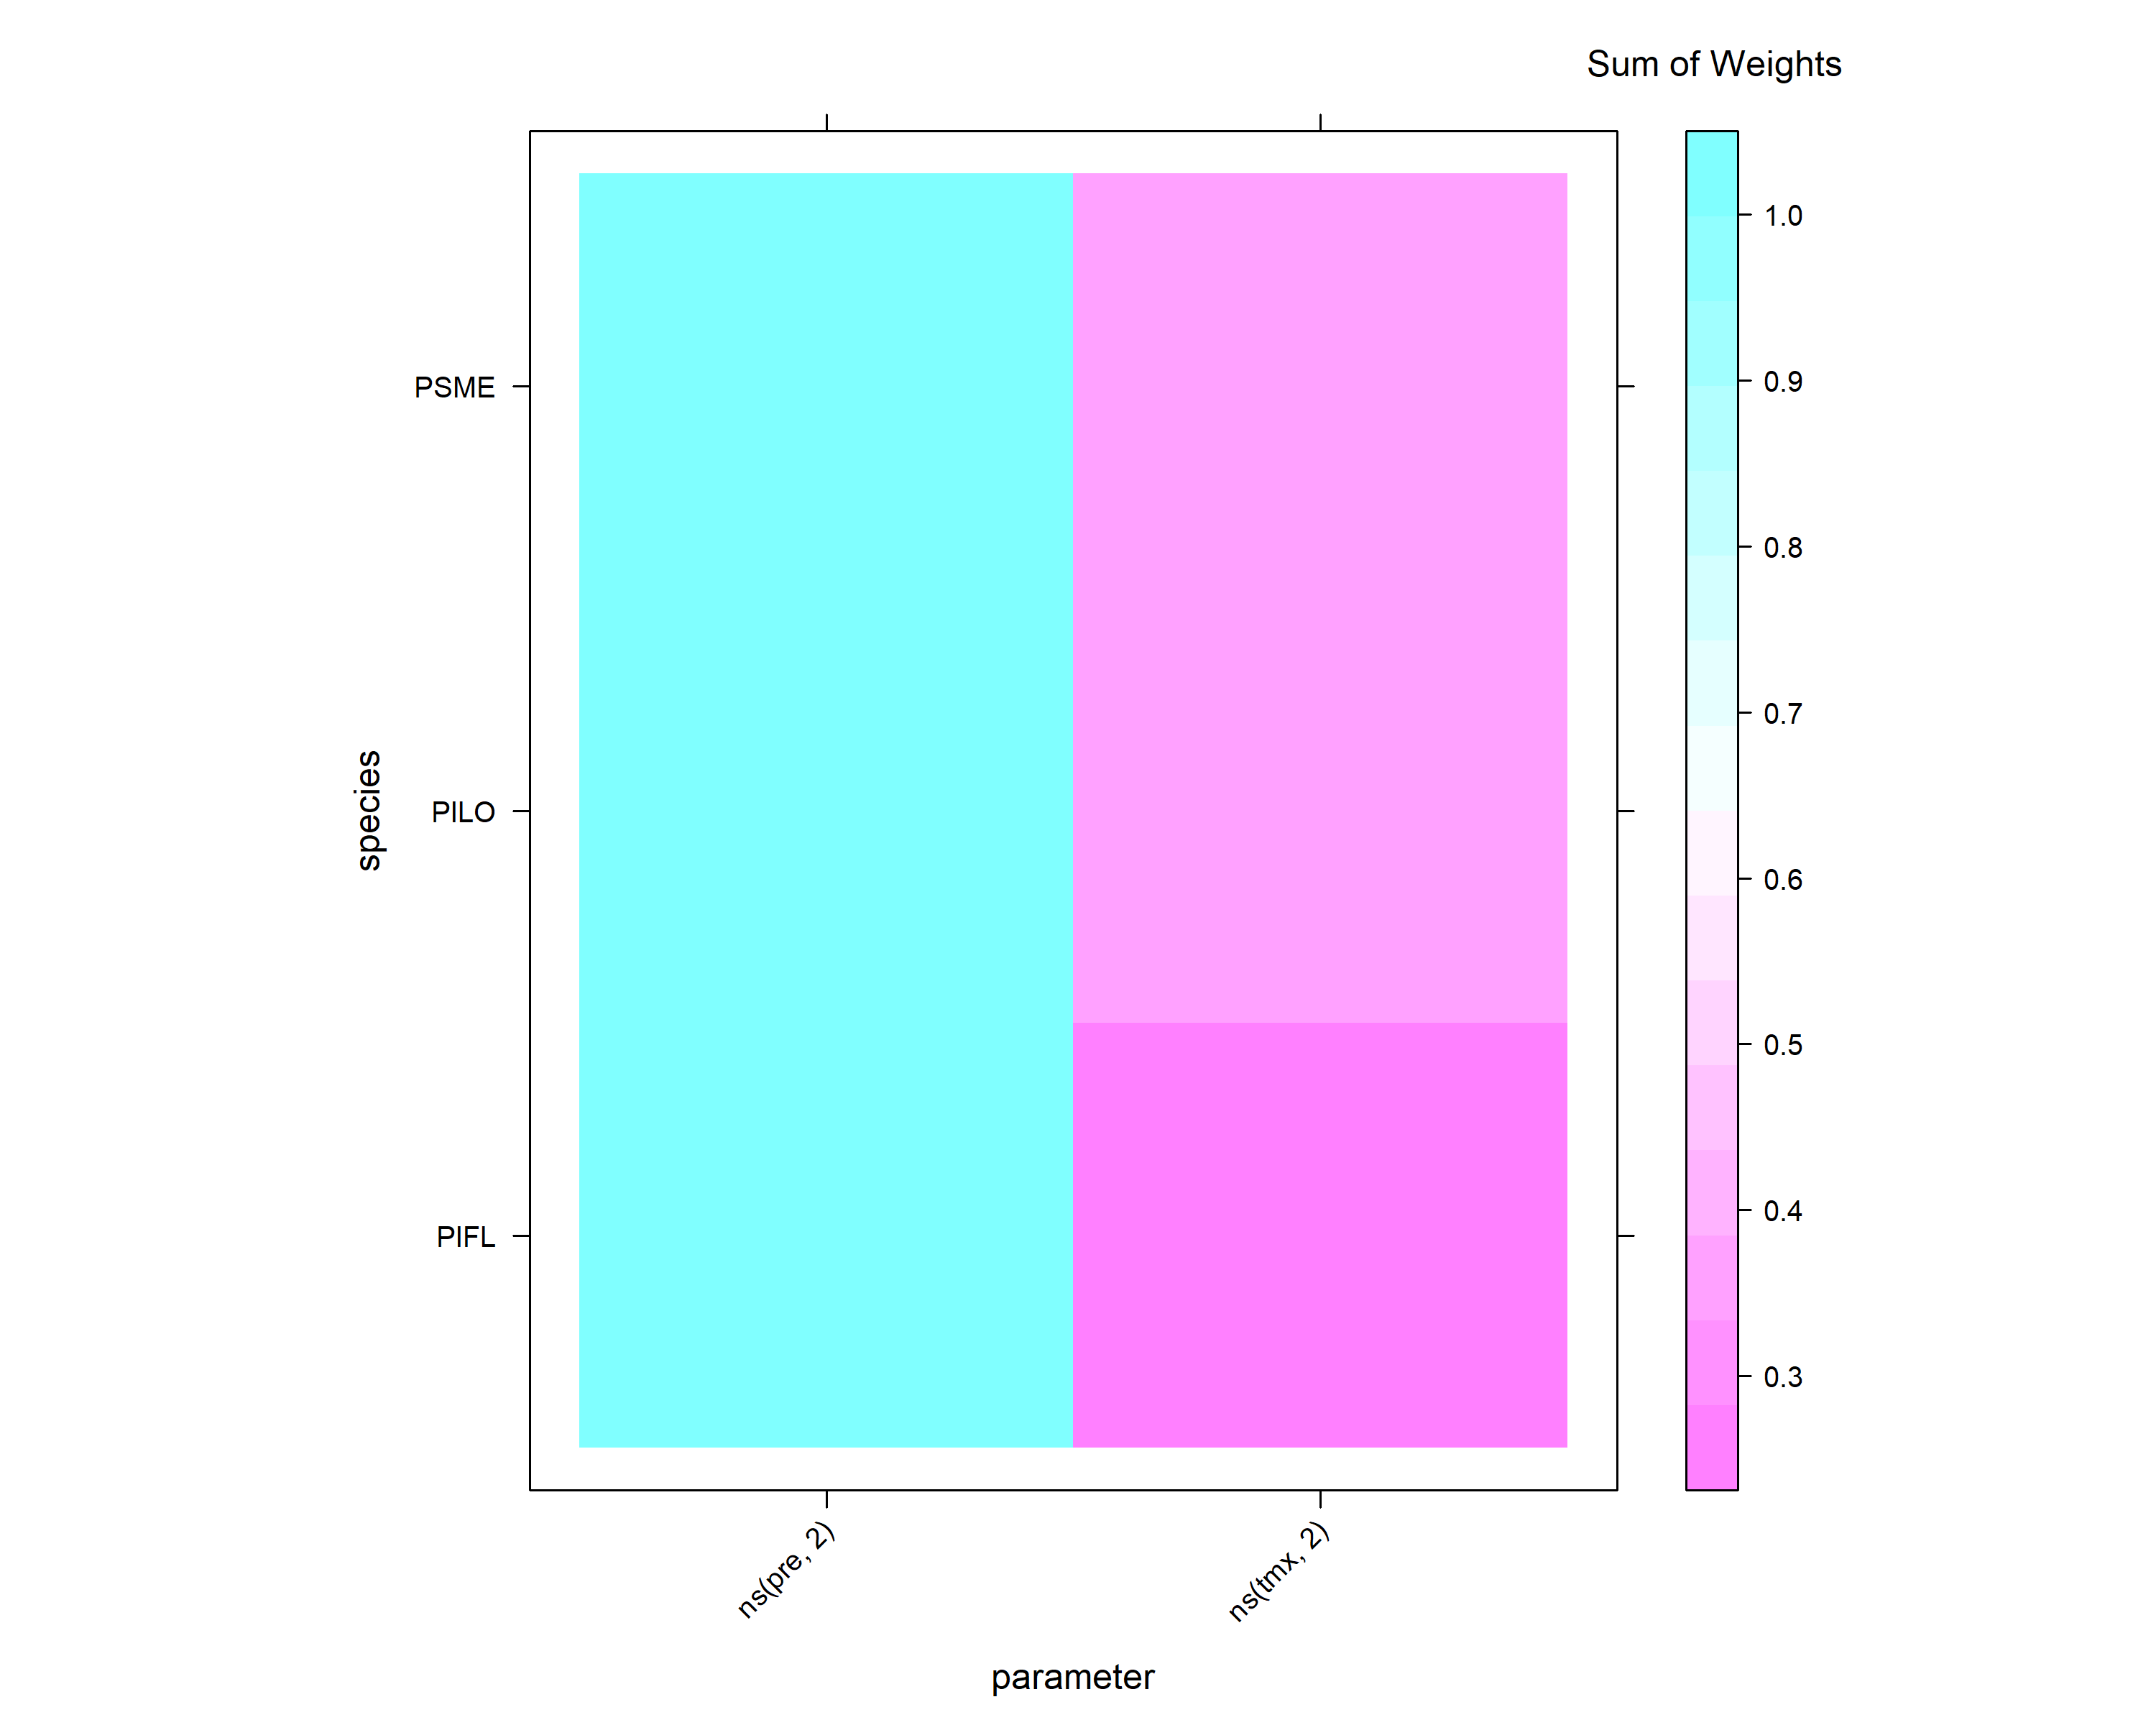 Sum of Weights
1.0
0.9
PSME
0.8
0.7
species
PILO
0.6
0.5
0.4
PIFL
0.3
ns(pre, 2)
ns(tmx, 2)
parameter